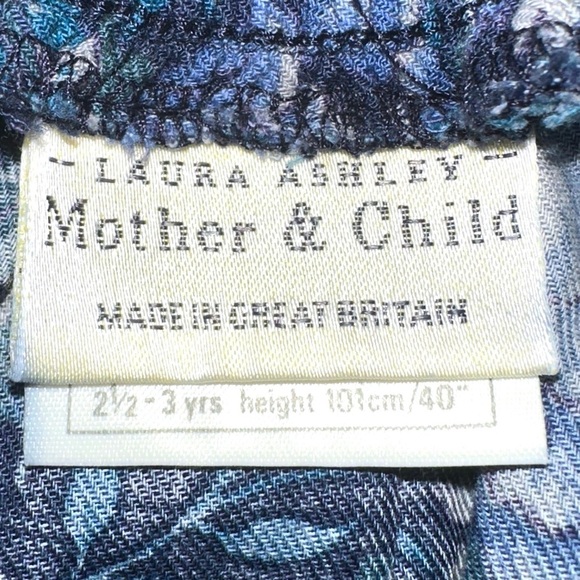 - LAURA ASHLEY -
Mother & Child
MADE IN GREAT BRITAIN
2½ - 3 yrs height 101cm/40"